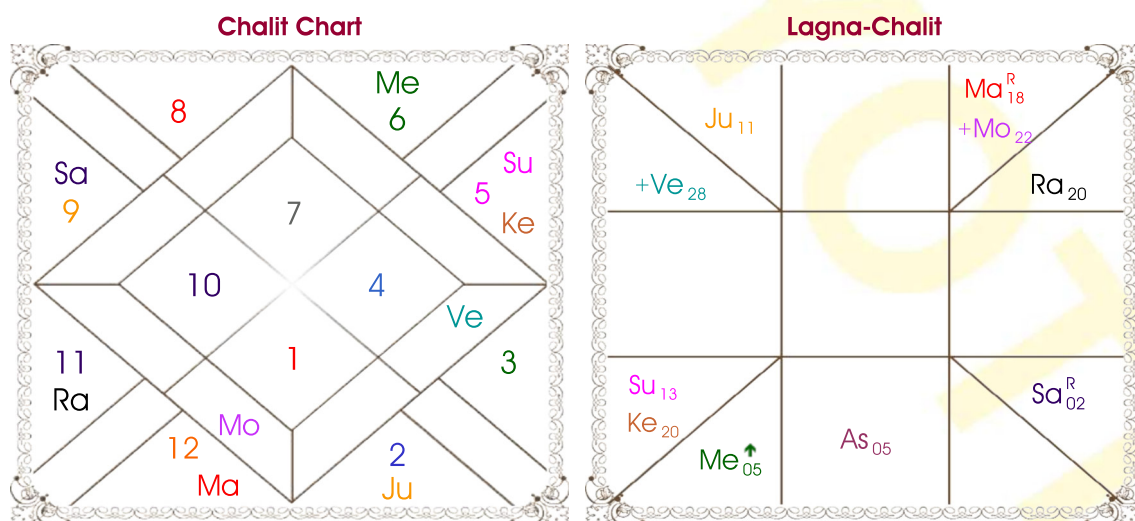 Chalit Chart
8
Me
6
Sa
9
Su
5
Ke
7
10
4
Ve
3
11
Ra
1
Mo
12
Ma
2
Ju
Lagna-Chalit
Ju 11
+Ve 28
Ma R 18
+Mo 22
Ra 20
Su 13
Ke 20
Me 05
As 05
Sa R 02